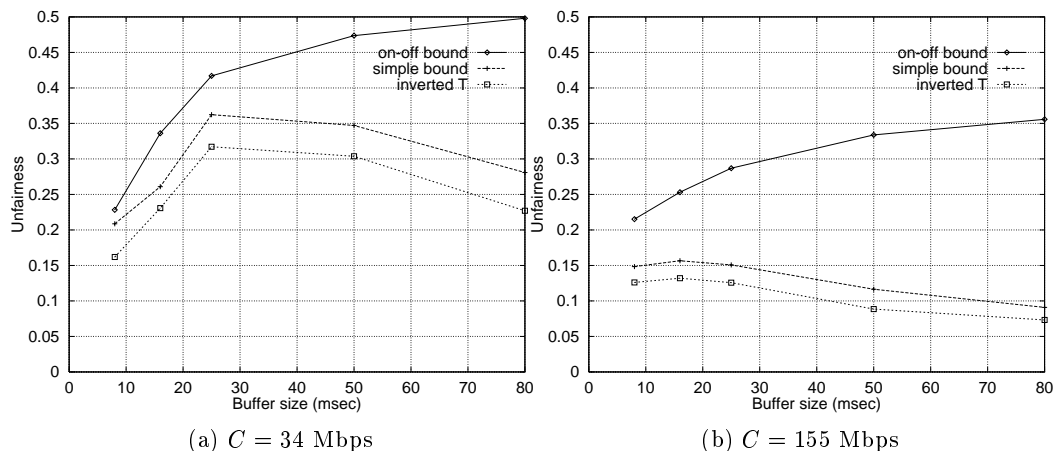 0.5
0.45
0.4
0.35
0.3
0.25
0.2
0.15
0.1
0.05
0
Unfairness
on-off bound
simple bound
inverted T
0 10 20 30 40 50 60 70 80
Buffer size (msec)
(a) C = 34 Mbps
0.5
0.45
0.4
0.35
0.3
0.25
0.2
0.15
0.1
0.05
0
Unfairness
on-off bound
simple bound
inverted T
0 10 20 30 40 50 60 70 80
Buffer size (msec)
(b) C = 155 Mbps